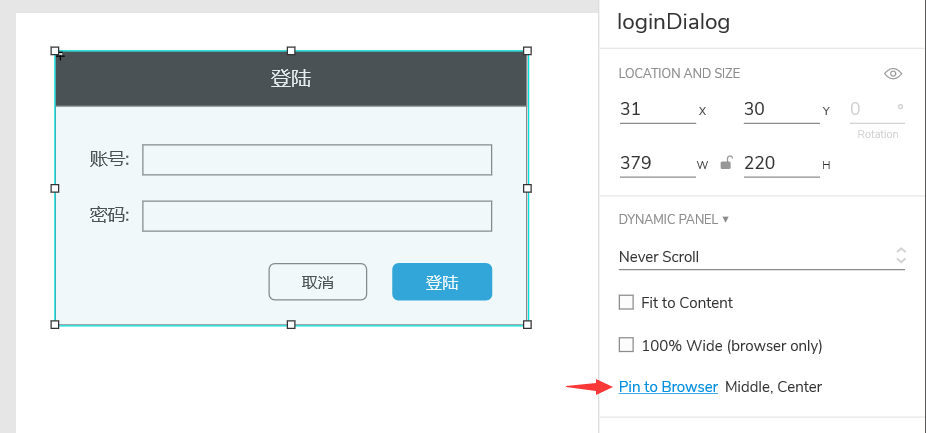 loginDialog
LOCATION AND SIZE
31 X 30 Y 0 °
Rotation
379 W 220 H
DYNAMIC PANEL ▼
Never Scroll
Fit to Content
100% Wide (browser only)
Pin to Browser Middle, Center
登陆
账号:
密码:
取消 登陆